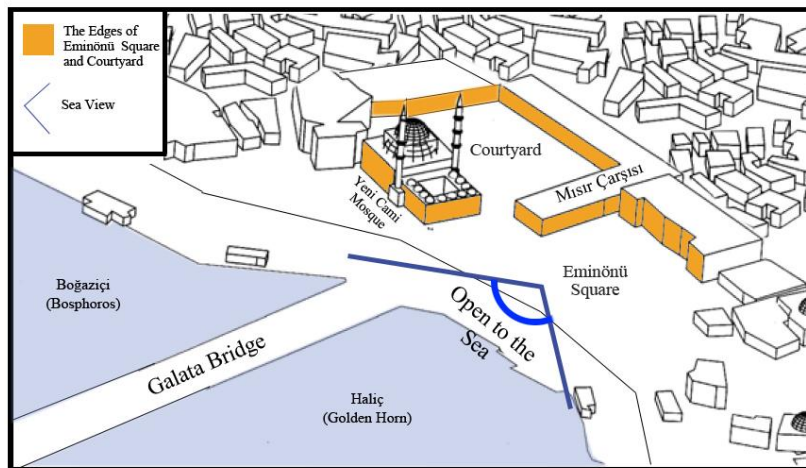 The Edges of
Eminönü Square
and Courtyard
Sea View
Courtyard
Mısır Çarşısı
Yeni Cami
Mosque
Eminönü
Square
Boğaziçi
(Bosphoros)
Open to the
Sea
Galata Bridge
Haliç
(Golden Horn)